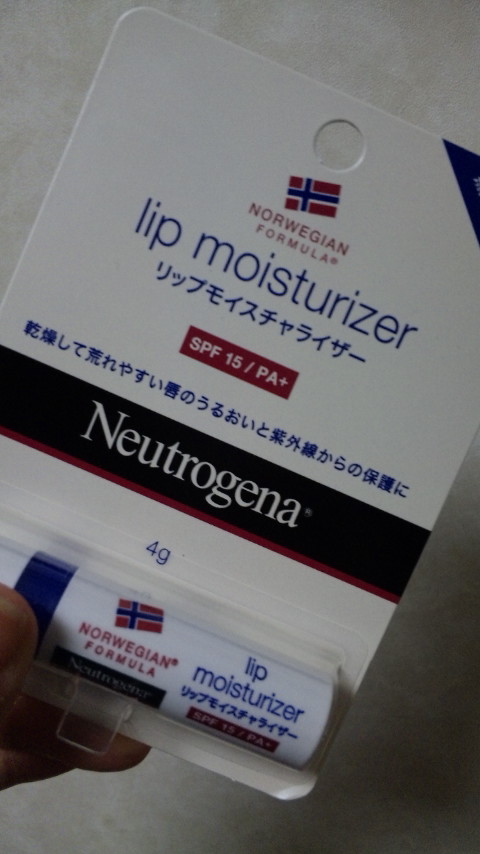 NORWEGIAN
FORMULA®
lip moisturizer
リップモイスチャライザー
SPF 15 / PA+
乾燥して荒れやすい唇のうるおいと紫外線からの保護に
Neutrogena®
4g
NORWEGIAN®
FORMULA
Neutrogena
lip
moisturizer
リップモイスチャライザー
SPF 15 / PA+